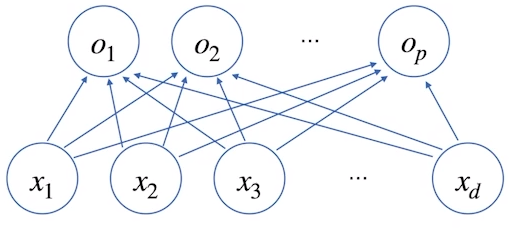 o1 o2 ... op
x1 x2 x3 ... xd